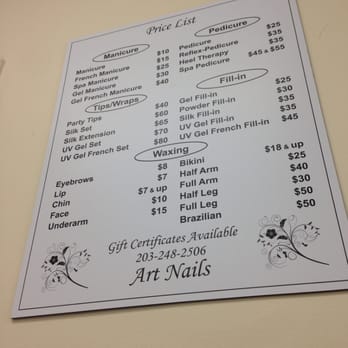 Price List
Manicure
Manicure $10
French Manicure $15
Spa Manicure $25
Gel Manicure $30
Gel French Manicure $40
Tips/Wraps
Party Tips $40
Silk Set $60
Silk Extension $65
UV Gel Set $70
UV Gel French Set $80
Pedicure
Pedicure $25
Reflex-Pedicure $35
Heel Therapy $35
Spa Pedicure $45 & $55
Fill-in
Gel Fill-in $25
Powder Fill-in $30
Silk Fill-in $35
UV Gel Fill-in $35
UV Gel French Fill-in $45
Waxing
Eyebrows $8
Lip $7
Chin $7 & up
Face $10
Underarm $15
Bikini $18 & up
Half Arm $25
Full Arm $40
Half Leg $30
Full Leg $50
Brazilian $50
Gift Certificates Available
203-248-2506
Art Nails